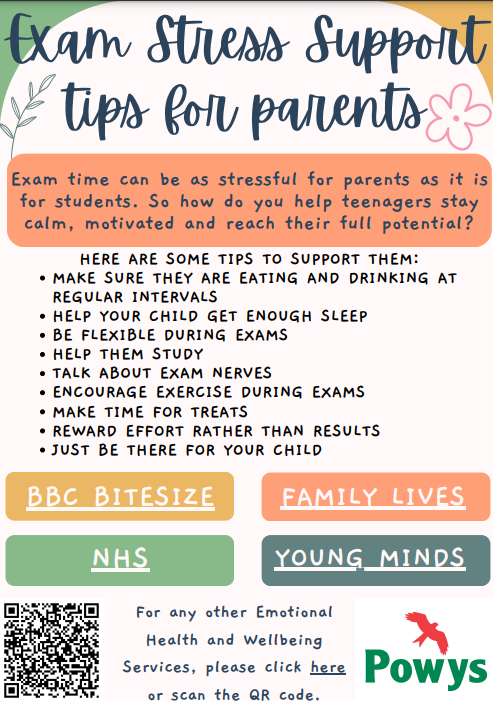 Exam Stress Support
tips for parents
Exam time can be as stressful for parents as it is
for students. So how do you help teenagers stay
calm, motivated and reach their full potential?
HERE ARE SOME TIPS TO SUPPORT THEM:
• MAKE SURE THEY ARE EATING AND DRINKING AT
REGULAR INTERVALS
• HELP YOUR CHILD GET ENOUGH SLEEP
• BE FLEXIBLE DURING EXAMS
• HELP THEM STUDY
• TALK ABOUT EXAM NERVES
• ENCOURAGE EXERCISE DURING EXAMS
• MAKE TIME FOR TREATS
• REWARD EFFORT RATHER THAN RESULTS
• JUST BE THERE FOR YOUR CHILD
BBC BITESIZE
FAMILY LIVES
NHS
YOUNG MINDS
For any other Emotional
Health and Wellbeing
Services, please click here
or scan the QR code.
Powys